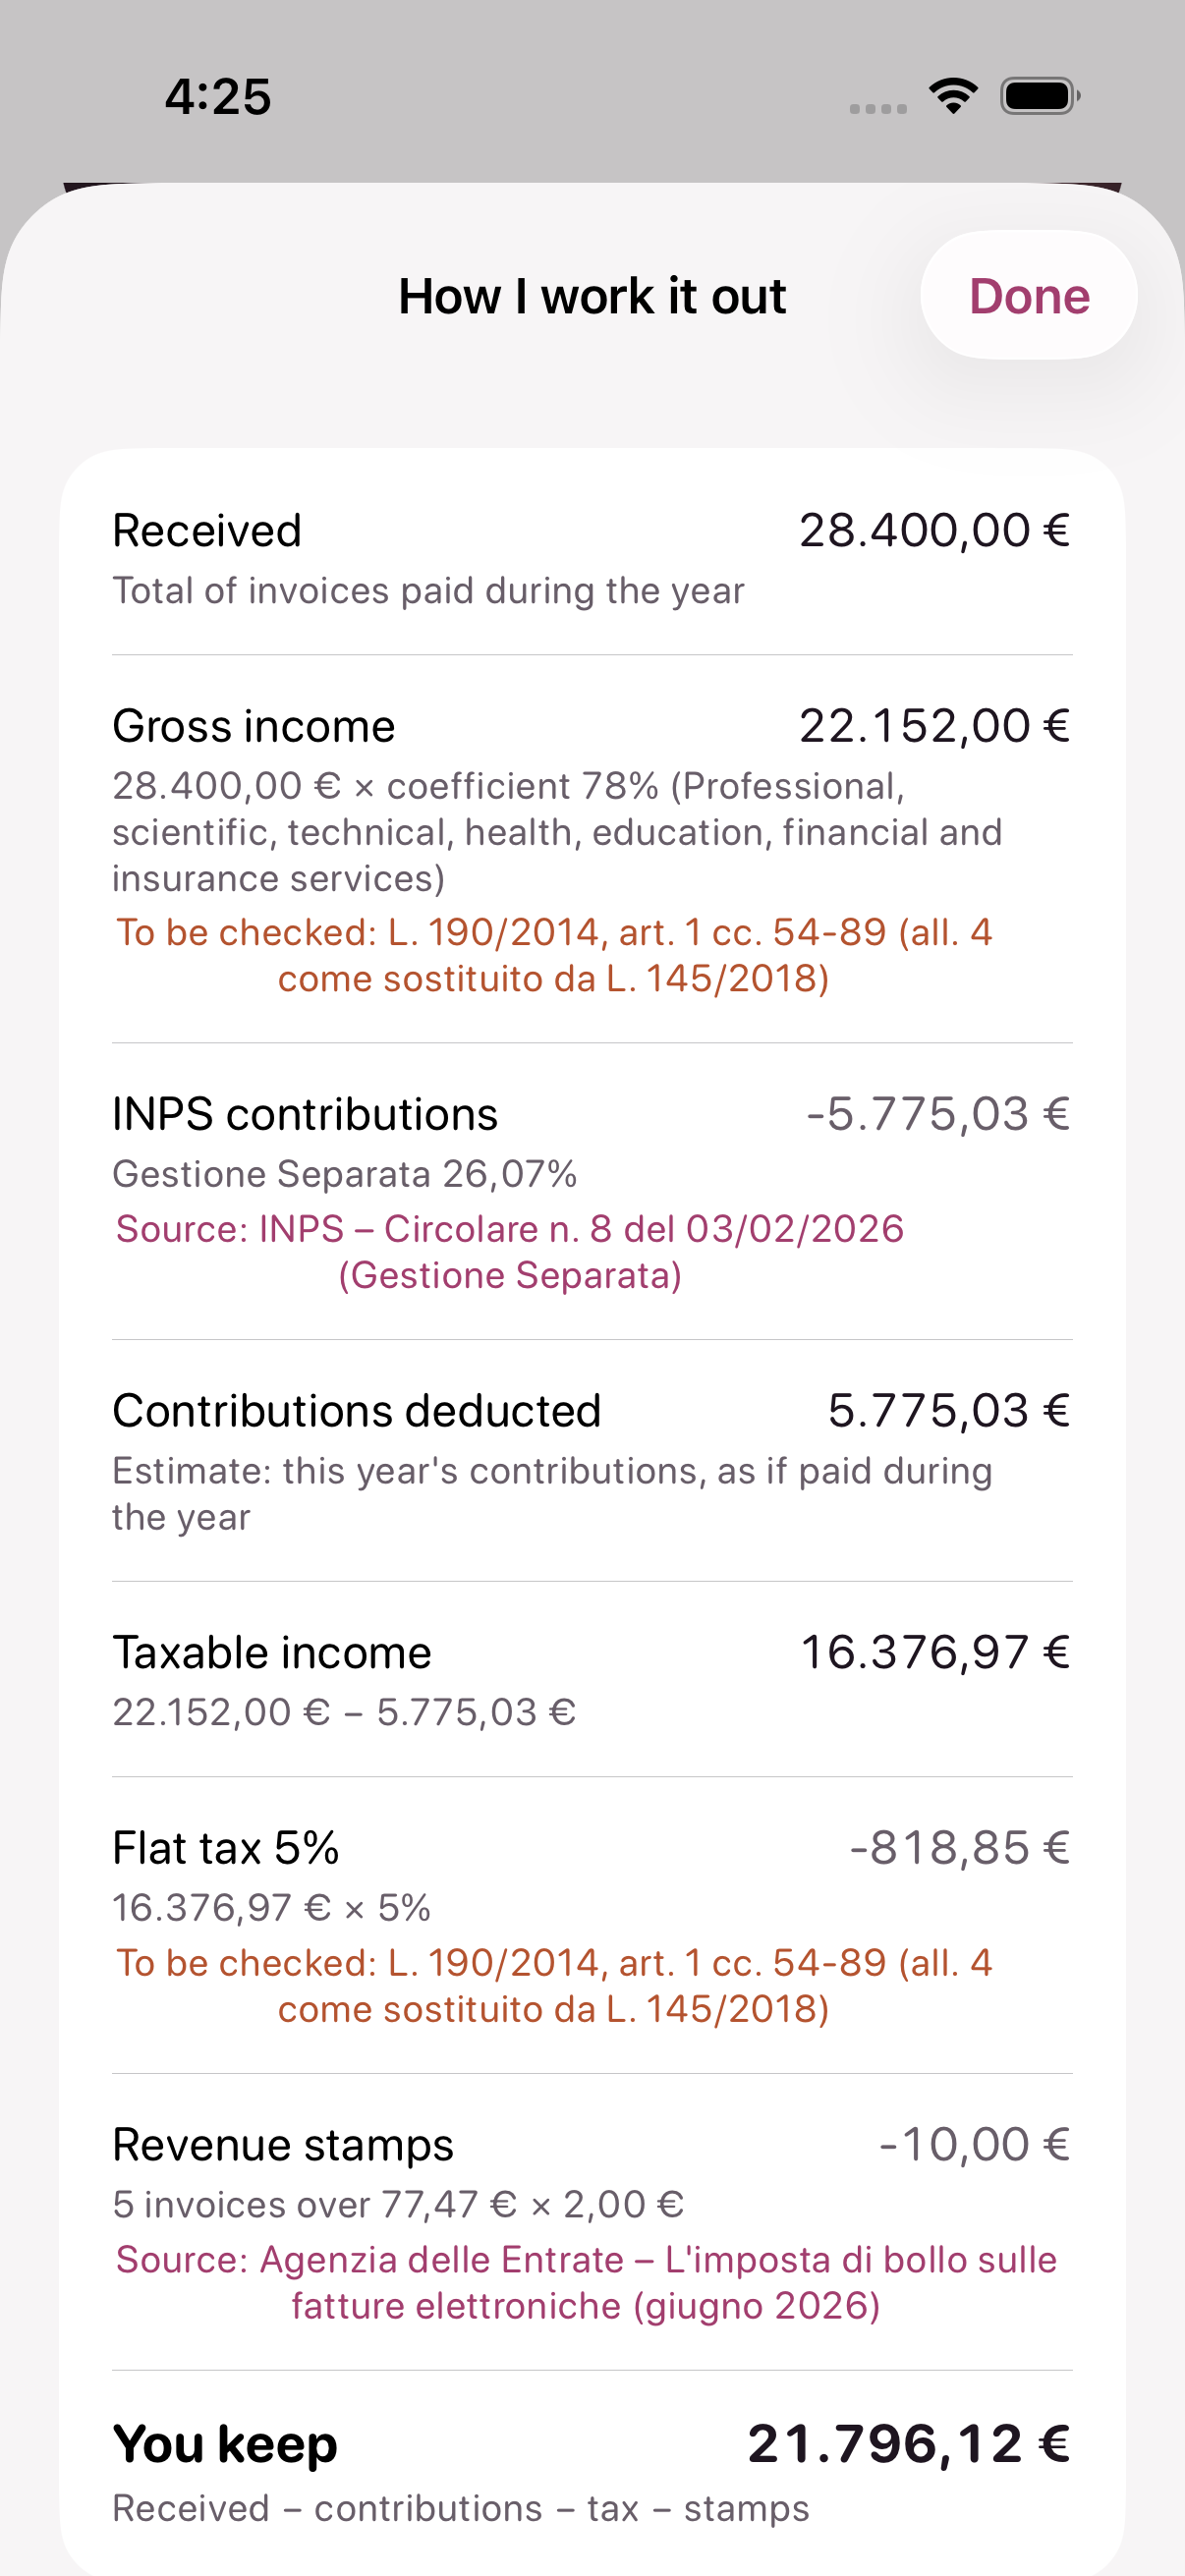 4:25
How I work it out
Done
Received 28.400,00 €
Total of invoices paid during the year
Gross income 22.152,00 €
28.400,00 € × coefficient 78% (Professional,
scientific, technical, health, education, financial and
insurance services)
To be checked: L. 190/2014, art. 1 cc. 54-89 (all. 4
come sostituito da L. 145/2018)
INPS contributions -5.775,03 €
Gestione Separata 26,07%
Source: INPS – Circolare n. 8 del 03/02/2026
(Gestione Separata)
Contributions deducted 5.775,03 €
Estimate: this year's contributions, as if paid during
the year
Taxable income 16.376,97 €
22.152,00 € – 5.775,03 €
Flat tax 5% -818,85 €
16.376,97 € × 5%
To be checked: L. 190/2014, art. 1 cc. 54-89 (all. 4
come sostituito da L. 145/2018)
Revenue stamps -10,00 €
5 invoices over 77,47 € × 2,00 €
Source: Agenzia delle Entrate – L'imposta di bollo sulle
fatture elettroniche (giugno 2026)
You keep 21.796,12 €
Received – contributions – tax – stamps